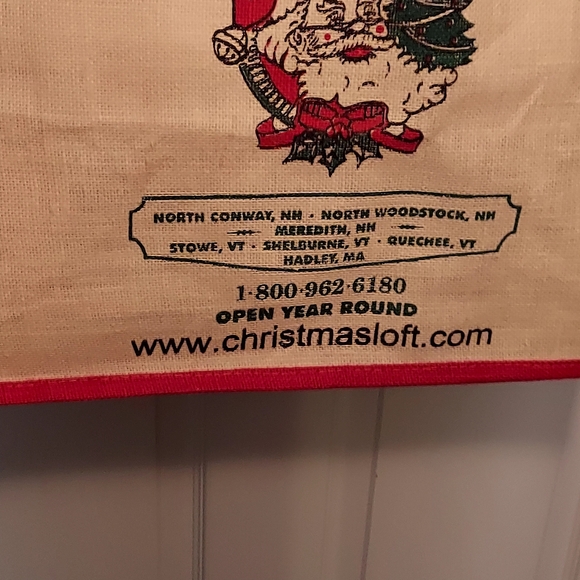 NORTH CONWAY, NH · NORTH WOODSTOCK, NH
MEREDITH, NH
STOWE, VT · SHELBURNE, VT · QUECHEE, VT
HADLEY, MA
1·800·962·6180
OPEN YEAR ROUND
www.christmasloft.com